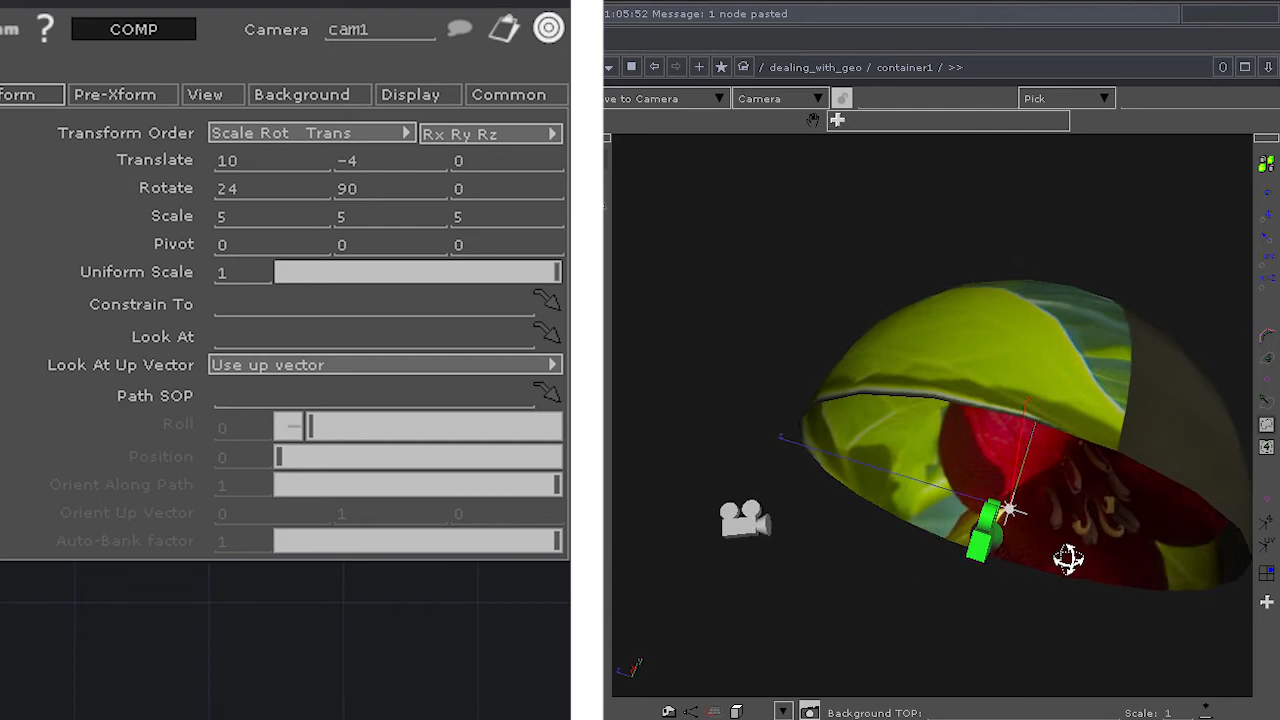 am ? COMP Camera cam1
form Pre-Xform View Background Display Common
Transform Order Scale Rot Trans Rx Ry Rz
Translate 10 -4 0
Rotate 24 90 0
Scale 5 5 5
Pivot 0 0 0
Uniform Scale 1
Constrain To
Look At
Look At Up Vector Use up vector
Path SOP
Roll 0
Position 0
Orient Along Path 1
Orient Up Vector 0 1 0
Auto-Bank factor 1
1:05:52 Message: 1 node pasted
/ dealing_with_geo / container1 / >> 0
ve to Camera Camera Pick
z
z y
Background TOP: Scale: 1